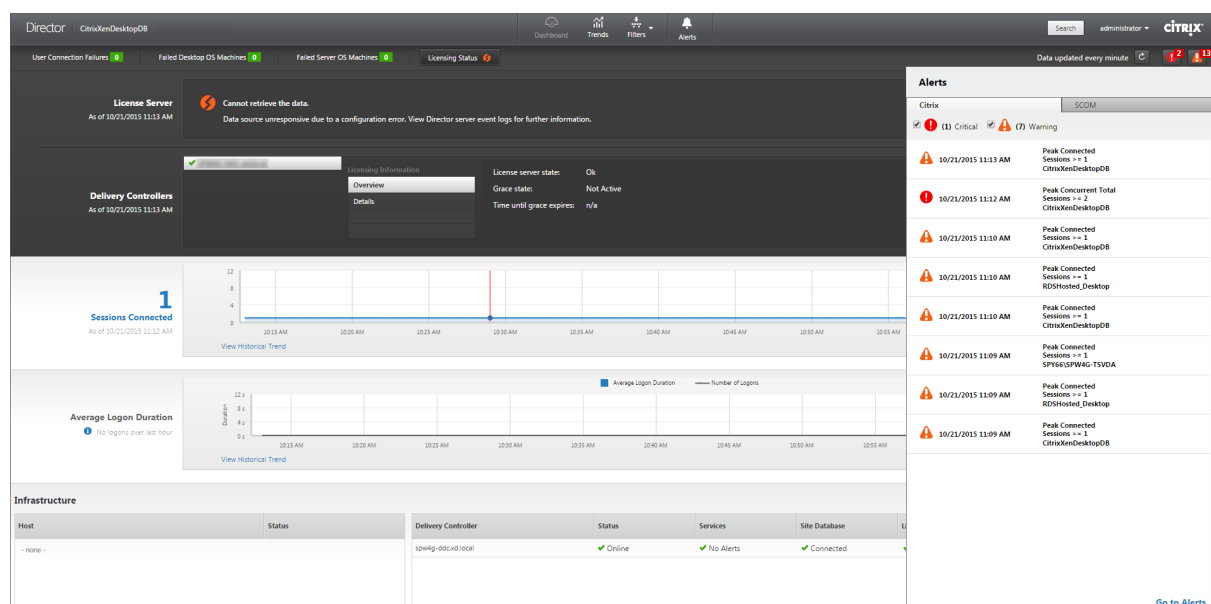 Director CitrixXenDesktopDB
Dashboard Trends Filters Alerts
Search administrator CITRIX
User Connection Failures 0 Failed Desktop OS Machines 0 Failed Server OS Machines 0 Licensing Status
Data updated every minute 2 13
License Server
As of 10/21/2015 11:13 AM
Cannot retrieve the data.
Data source unresponsive due to a configuration error. View Director server event logs for further information.
Delivery Controllers
As of 10/21/2015 11:13 AM
Licensing Information
Overview
Details
License server state: Ok
Grace state: Not Active
Time until grace expires: n/a
1
Sessions Connected
As of 10/21/2015 11:12 AM
12
8
4
0
10:15 AM 10:20 AM 10:25 AM 10:30 AM 10:35 AM 10:40 AM 10:45 AM 10:50 AM 10:55 AM
View Historical Trend
Average Logon Duration
No logons over last hour
Average Logon Duration Number of Logons
Duration
12 s
8 s
4 s
0 s
10:15 AM 10:20 AM 10:25 AM 10:30 AM 10:35 AM 10:40 AM 10:45 AM 10:50 AM 10:55 AM
View Historical Trend
Infrastructure
Host Status
- none -
Delivery Controller Status Services Site Database Li
spw4g-ddc.xd.local Online No Alerts Connected
Alerts
Citrix SCOM
(1) Critical (7) Warning
10/21/2015 11:13 AM
Peak Connected
Sessions >= 1
CitrixXenDesktopDB
10/21/2015 11:12 AM
Peak Concurrent Total
Sessions >= 2
CitrixXenDesktopDB
10/21/2015 11:10 AM
Peak Connected
Sessions >= 1
CitrixXenDesktopDB
10/21/2015 11:10 AM
Peak Connected
Sessions >= 1
RDSHosted_Desktop
10/21/2015 11:10 AM
Peak Connected
Sessions >= 1
CitrixXenDesktopDB
10/21/2015 11:09 AM
Peak Connected
Sessions >= 1
SPY66\SPW4G-TSVDA
10/21/2015 11:09 AM
Peak Connected
Sessions >= 1
RDSHosted_Desktop
10/21/2015 11:09 AM
Peak Connected
Sessions >= 1
CitrixXenDesktopDB
Go to Alerts